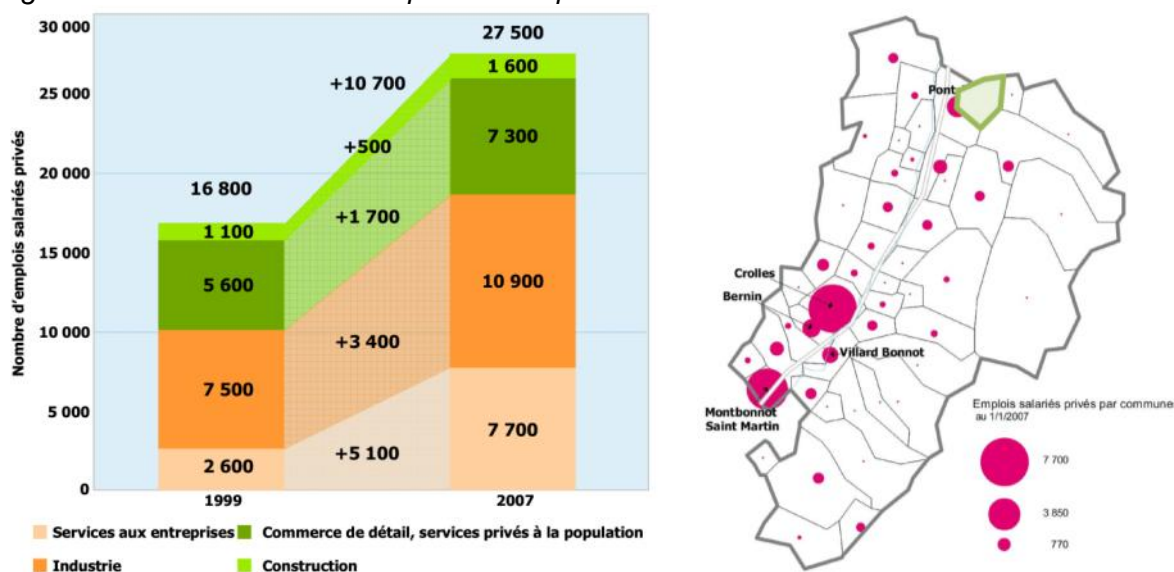 30 000
25 000
20 000
15 000
10 000
5 000
0
Nombre d'emplois salariés privés
16 800
1 100
5 600
7 500
2 600
+10 700
+500
+1 700
+3 400
+5 100
27 500
1 600
7 300
10 900
7 700
1999
2007
Services aux entreprises
Commerce de détail, services privés à la population
Industrie
Construction
Pont
Crolles
Bernin
Villard Bonnot
Montbonnot
Saint Martin
Emplois salariés privés par commune
au 1/1/2007
7 700
3 850
770